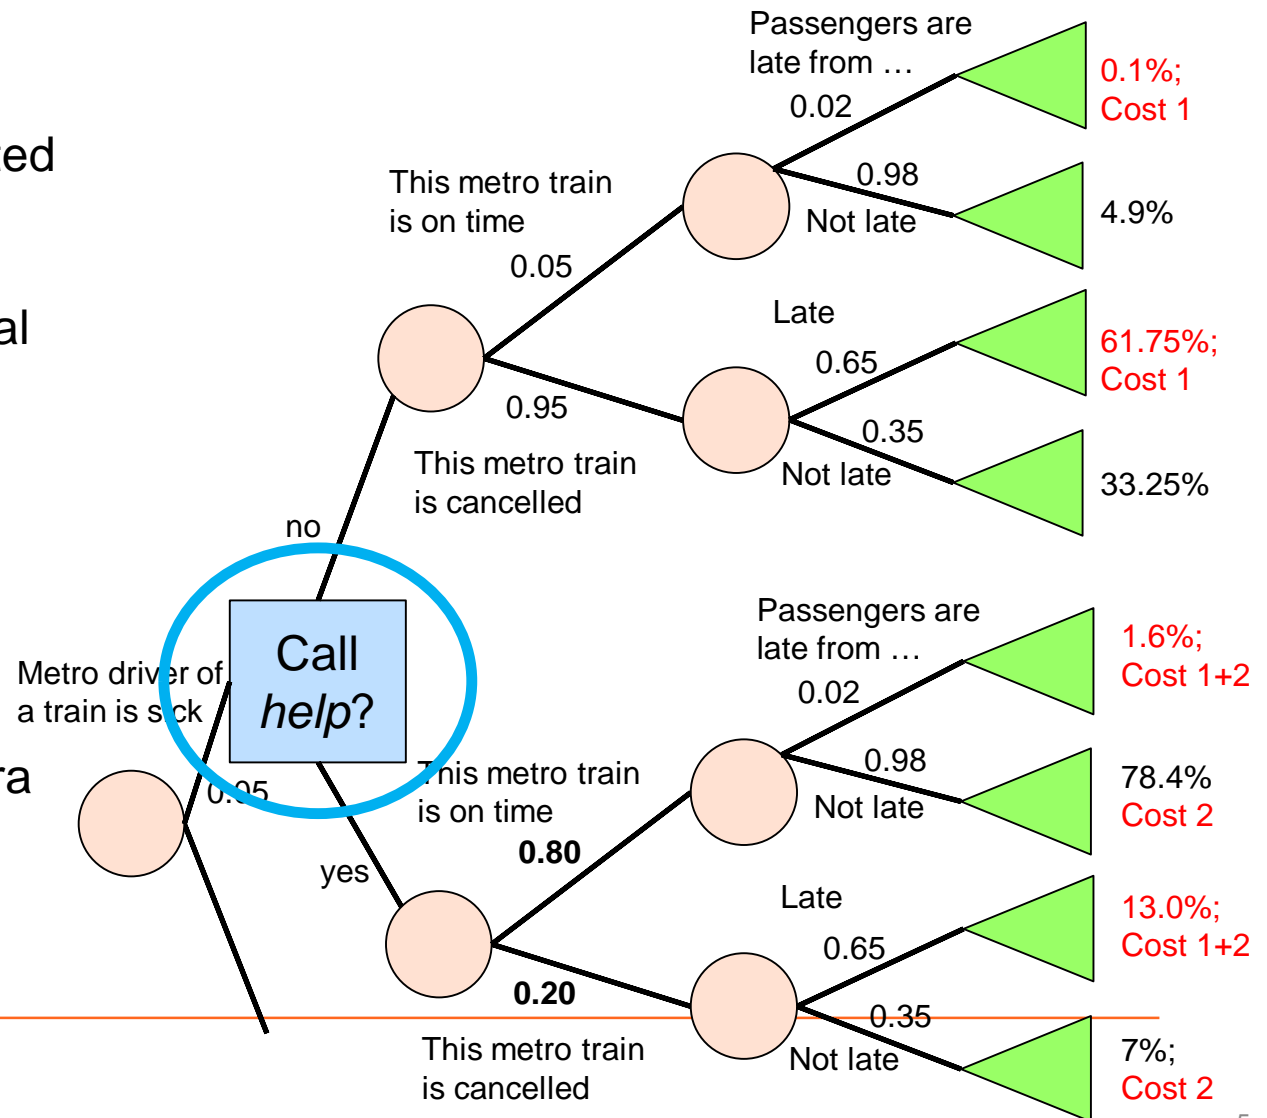 Passengers are
late from …
0.02
0.1%;
Cost 1
ted
This metro train
is on time
0.98
Not late
4.9%
0.05
al
Late
0.65
61.75%;
Cost 1
0.95
0.35
This metro train
is cancelled
Not late
33.25%
no
Call
help?
Metro driver of
a train is sick
0.05
ra
Passengers are
late from …
0.02
1.6%;
Cost 1+2
This metro train
is on time
0.98
Not late
78.4%
Cost 2
0.80
yes
Late
0.65
13.0%;
Cost 1+2
0.20
0.35
This metro train
is cancelled
Not late
7%;
Cost 2